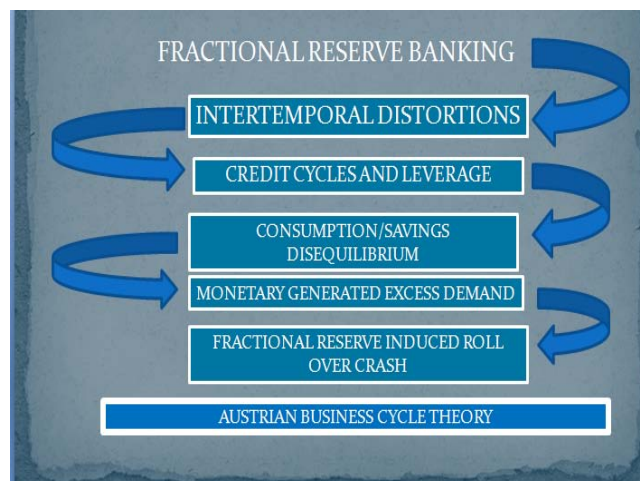 FRACTIONAL RESERVE BANKING
INTERTEMPORAL DISTORTIONS
CREDIT CYCLES AND LEVERAGE
CONSUMPTION/SAVINGS
DISEQUILIBRIUM
MONETARY GENERATED EXCESS DEMAND
FRACTIONAL RESERVE INDUCED ROLL
OVER CRASH
AUSTRIAN BUSINESS CYCLE THEORY